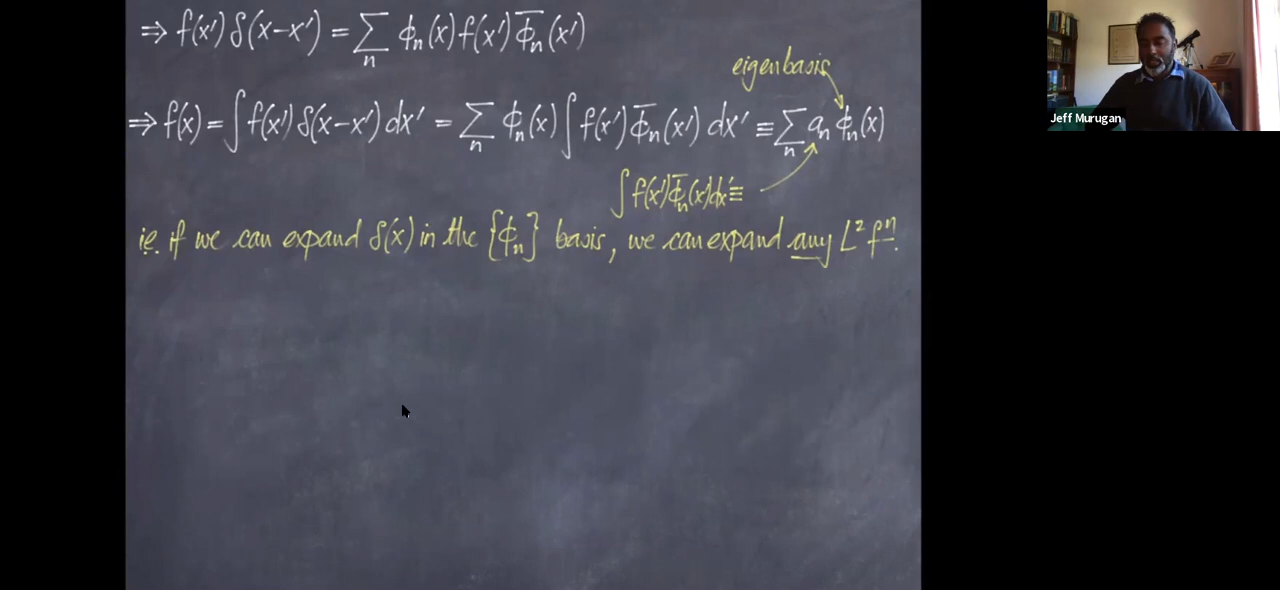 ⇒ f(x')δ(x-x') = ∑ₙ ϕₙ(x) f(x') ϕ̅ₙ(x')
eigenbasis
⇒ f(x) = ∫ f(x')δ(x-x') dx' = ∑ₙ ϕₙ(x) ∫ f(x') ϕ̅ₙ(x') dx' ≡ ∑ₙ aₙ ϕₙ(x)
∫ f(x')ϕ̅ₙ(x')dx' ≡
i.e. if we can expand δ(x) in the {ϕₙ} basis, we can expand any L² fⁿ.
Jeff Murugan